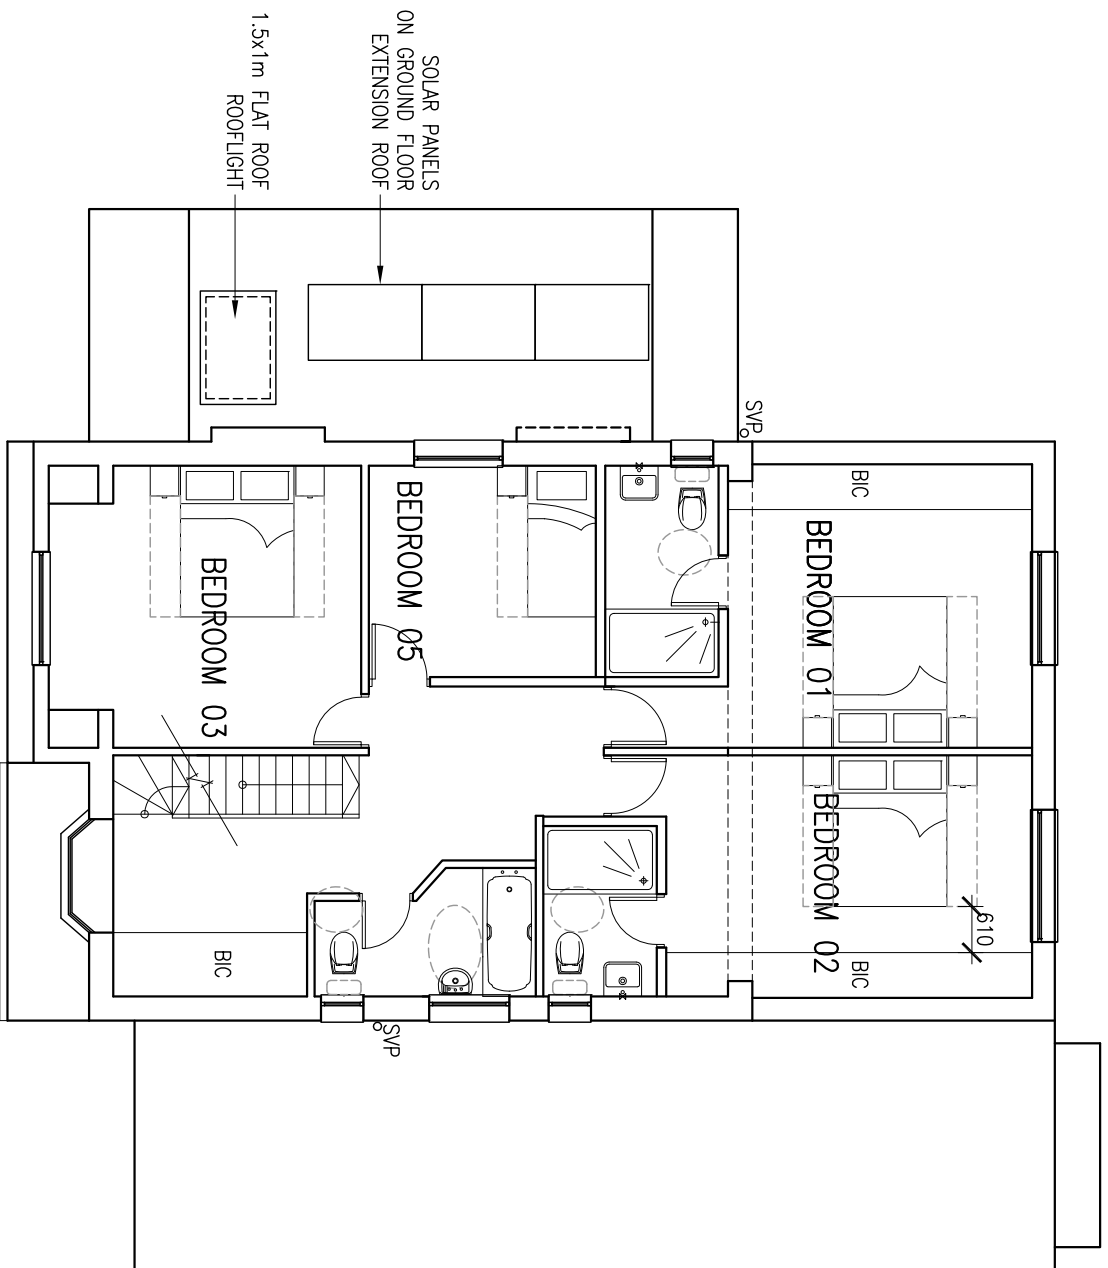 SOLAR PANELS
ON GROUND FLOOR
EXTENSION ROOF
1.5x1m FLAT ROOF
ROOFLIGHT
SVP
BIC
BEDROOM 01
BEDROOM 05
BEDROOM 03
BEDROOM 02
610
BIC
BIC
SVP